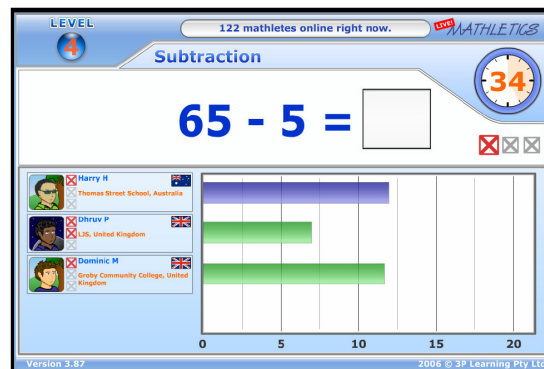 LEVEL
4
122 mathletes online right now.
LIVE!
MATHLETICS
Subtraction
34
65 - 5 =
Harry H
Thomas Street School, Australia
Dhruv P
LJS, United Kingdom
Dominic M
Groby Community College, United
Kingdom
0 5 10 15 20
Version 3.87
2006 © 3P Learning Pty Ltd